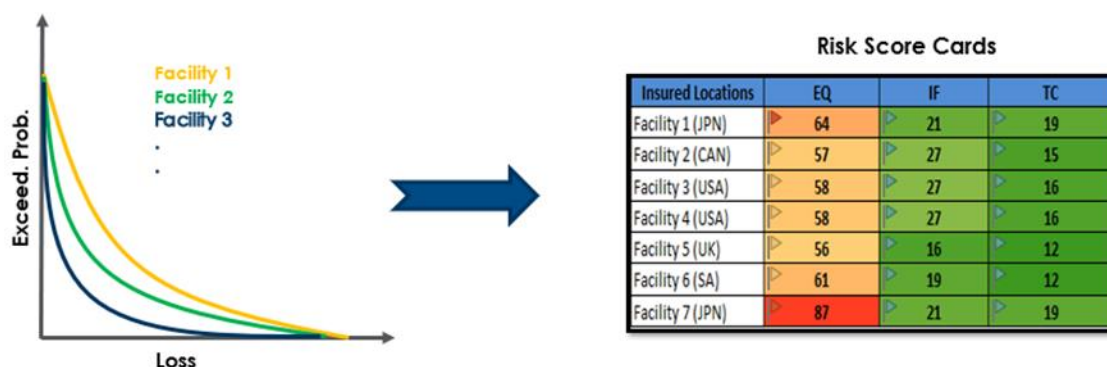 Exceed. Prob.
Facility 1
Facility 2
Facility 3
.
.
Loss
Risk Score Cards
Insured Locations EQ IF TC
Facility 1 (JPN) 64 21 19
Facility 2 (CAN) 57 27 15
Facility 3 (USA) 58 27 16
Facility 4 (USA) 58 27 16
Facility 5 (UK) 56 16 12
Facility 6 (SA) 61 19 12
Facility 7 (JPN) 87 21 19